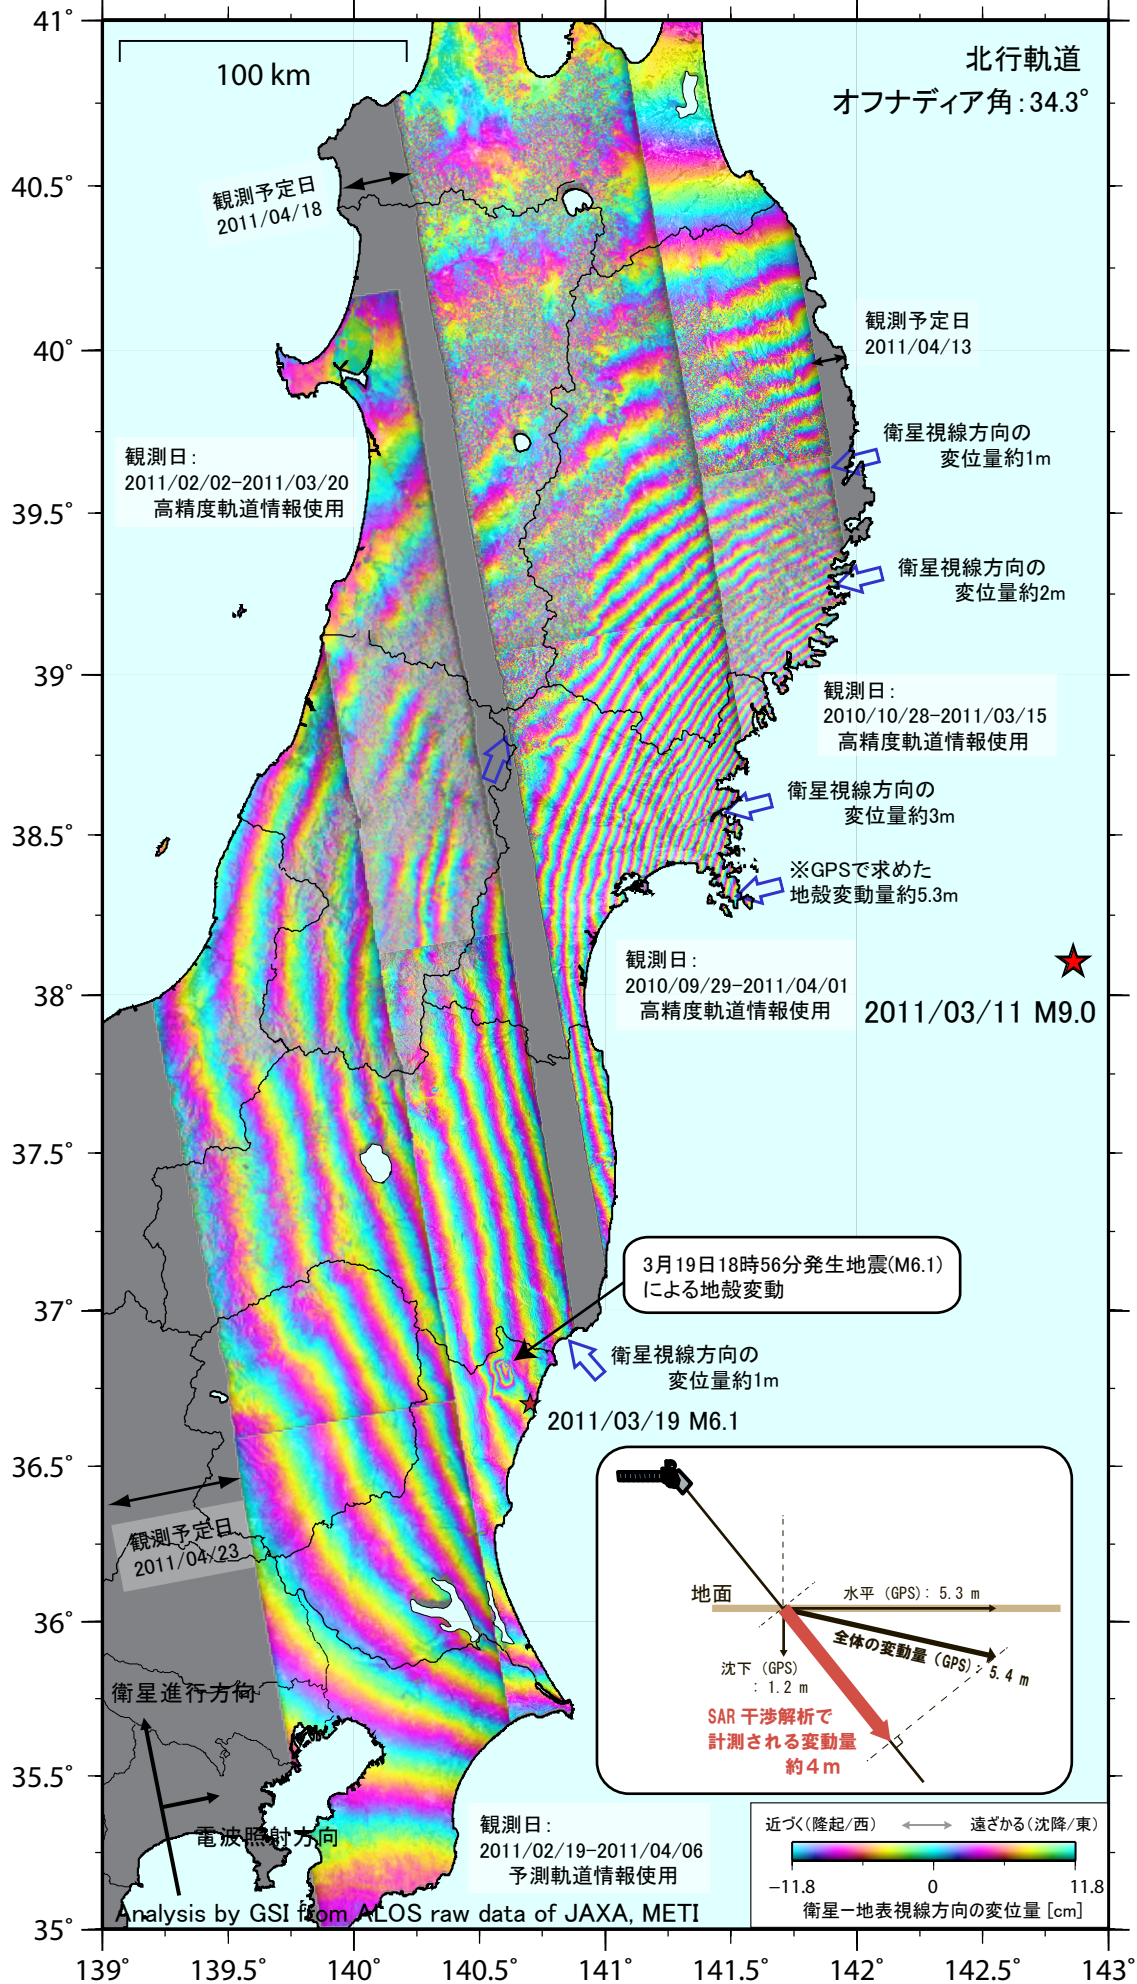 41°
40.5°
40°
39.5°
39°
38.5°
38°
37.5°
37°
36.5°
36°
35.5°
35°
139°
139.5°
140°
140.5°
141°
141.5°
142°
142.5°
143°
100 km
北行軌道
オフナディア角：34.3°
観測予定日
2011/04/18
観測予定日
2011/04/13
衛星視線方向の
変位量約1m
観測日：
2011/02/02-2011/03/20
高精度軌道情報使用
衛星視線方向の
変位量約2m
観測日：
2010/10/28-2011/03/15
高精度軌道情報使用
衛星視線方向の
変位量約3m
※GPSで求めた
地殻変動量約5.3m
観測日：
2010/09/29-2011/04/01
高精度軌道情報使用
2011/03/11 M9.0
3月19日18時56分発生地震(M6.1)
による地殻変動
衛星視線方向の
変位量約1m
2011/03/19 M6.1
観測予定日
2011/04/23
地面
水平（GPS）：5.3 m
全体の変動量（GPS）：5.4 m
沈下（GPS）
：1.2 m
SAR 干渉解析で
計測される変動量
約４ｍ
衛星進行方向
電波照射方向
観測日：
2011/02/19-2011/04/06
予測軌道情報使用
近づく（隆起/西）
遠ざかる（沈降/東）
-11.8
0
11.8
衛星－地表視線方向の変位量 [cm]
Analysis by GSI from ALOS raw data of JAXA, METI